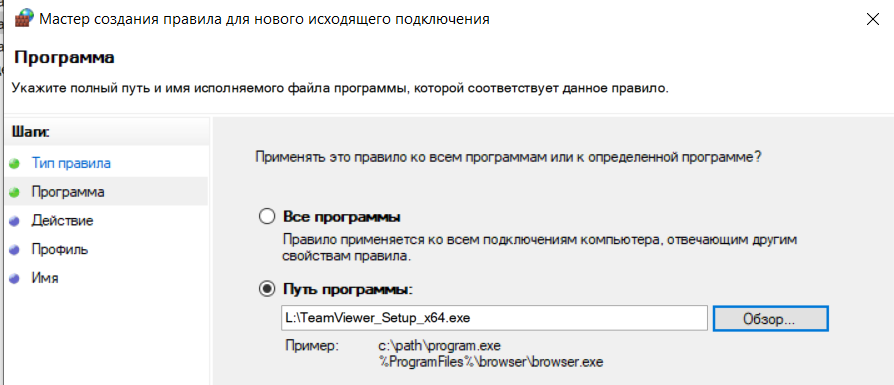 Мастер создания правила для нового исходящего подключения
Программа
Укажите полный путь и имя исполняемого файла программы, которой соответствует данное правило.
Шаги:
Тип правила
Программа
Действие
Профиль
Имя
Применять это правило ко всем программам или к определенной программе?
Все программы
Правило применяется ко всем подключениям компьютера, отвечающим другим
свойствам правила.
Путь программы:
L:\TeamViewer_Setup_x64.exe
Обзор...
Пример: c:\path\program.exe
%ProgramFiles%\browser\browser.exe